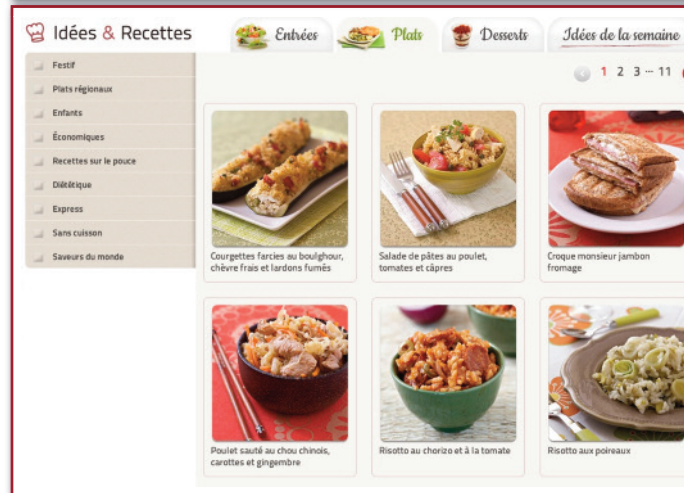 Idées & Recettes
Entrées
Plats
Desserts
Idées de la semaine
1 2 3 ... 11
Festif
Plats régionaux
Enfants
Économiques
Recettes sur le pouce
Diététique
Express
Sans cuisson
Saveurs du monde
Courgettes farcies au boulghour,
chèvre frais et lardons fumés
Salade de pâtes au poulet,
tomates et câpres
Croque monsieur jambon
fromage
Poulet sauté au chou chinois,
carottes et gingembre
Risotto au chorizo et à la tomate
Risotto aux poireaux